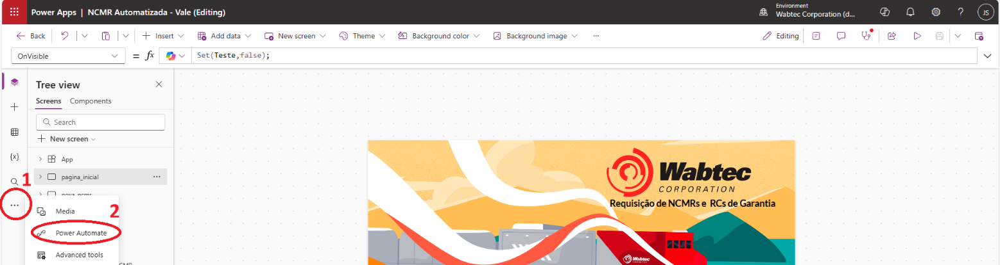 Power Apps | NCMR Automatizada - Vale (Editing)
Environment
Wabtec Corporation (d...
JS
Back
Insert
Add data
New screen
Theme
Background color
Background image
...
Editing
OnVisible
= fx
Set(Teste,false);
Tree view
Screens
Components
Search
New screen
App
pagina_inicial
1
Media
2
Power Automate
Advanced tools
Wabtec
CORPORATION
Requisição de NCMRs e RCs de Garantia
Wabtec